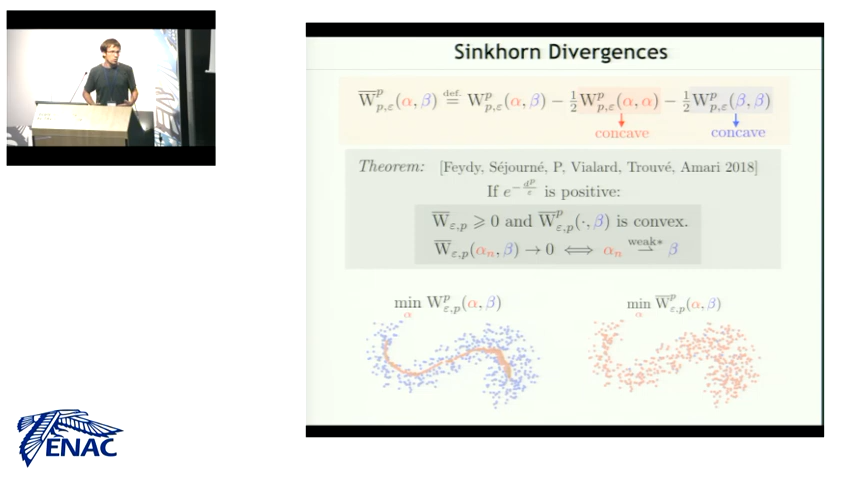 Sinkhorn Divergences
W̅ᵖ_{p,ε}(α, β) ≝ Wᵖ_{p,ε}(α, β) − ½Wᵖ_{p,ε}(α, α) − ½Wᵖ_{p,ε}(β, β)
concave concave
Theorem: [Feydy, Séjourné, P, Vialard, Trouvé, Amari 2018]
If e^{−dᵖ/ε} is positive:
W̅_{ε,p} ⩾ 0 and W̅ᵖ_{ε,p}(·, β) is convex.
W̅_{ε,p}(αₙ, β) → 0 ⟺ αₙ weak* ⇀ β
min_α Wᵖ_{ε,p}(α, β) min_α W̅ᵖ_{ε,p}(α, β)
ENAC